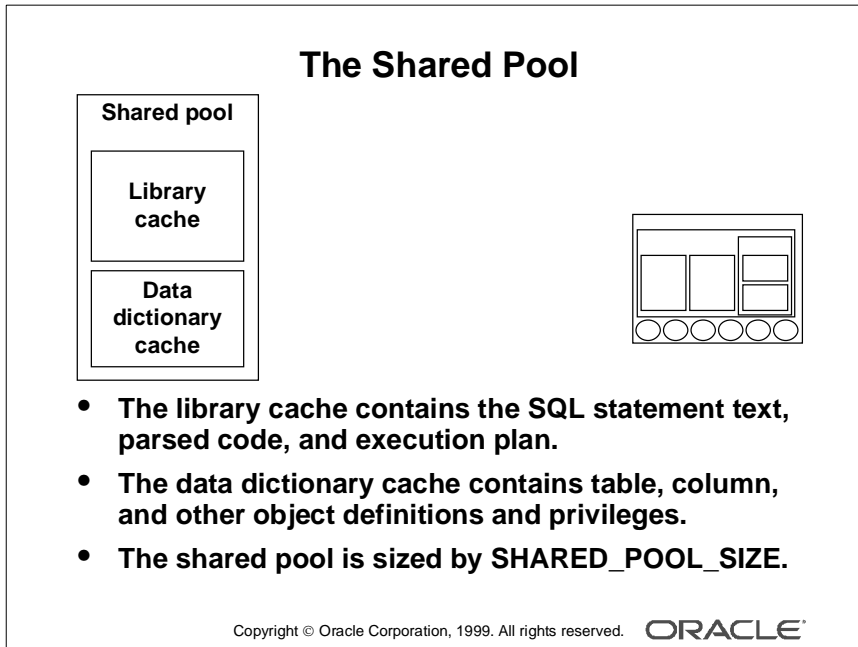 The Shared Pool
Shared pool
Library
cache
Data
dictionary
cache
• The library cache contains the SQL statement text,
parsed code, and execution plan.
• The data dictionary cache contains table, column,
and other object definitions and privileges.
• The shared pool is sized by SHARED_POOL_SIZE.
Copyright © Oracle Corporation, 1999. All rights reserved. ORACLE®